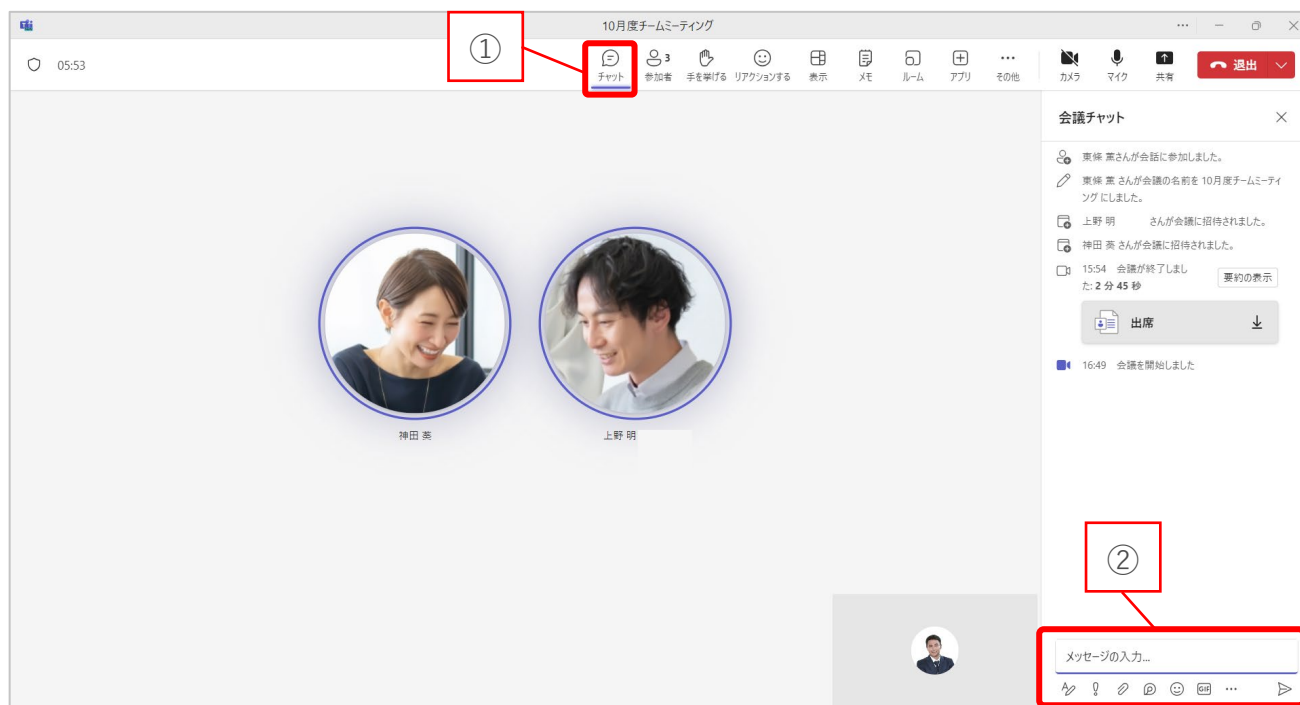 10月度チームミーティング
①
05:53
チャット
3
参加者
手を挙げる
リアクションする
表示
メモ
ルーム
アプリ
その他
カメラ
マイク
共有
退出
会議チャット
東條 薫さんが会話に参加しました。
東條 薫 さんが会議の名前を 10月度チームミーティ
ング にしました。
上野 明 さんが会議に招待されました。
神田 葵 さんが会議に招待されました。
15:54 会議が終了しまし
た: 2 分 45 秒
要約の表示
出席
16:49 会議を開始しました
神田 葵
上野 明
②
メッセージの入力...
GIF